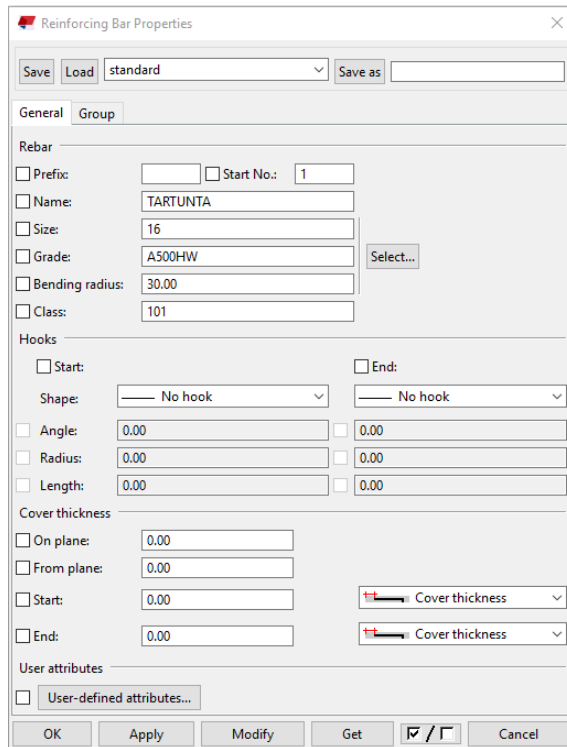 Reinforcing Bar Properties
Save Load standard Save as
General Group
Rebar
Prefix: Start No.: 1
Name: TARTUNTA
Size: 16
Grade: A500HW Select...
Bending radius: 30.00
Class: 101
Hooks
Start: End:
Shape: No hook No hook
Angle: 0.00 0.00
Radius: 0.00 0.00
Length: 0.00 0.00
Cover thickness
On plane: 0.00
From plane: 0.00
Start: 0.00 Cover thickness
End: 0.00 Cover thickness
User attributes
User-defined attributes...
OK Apply Modify Get / Cancel